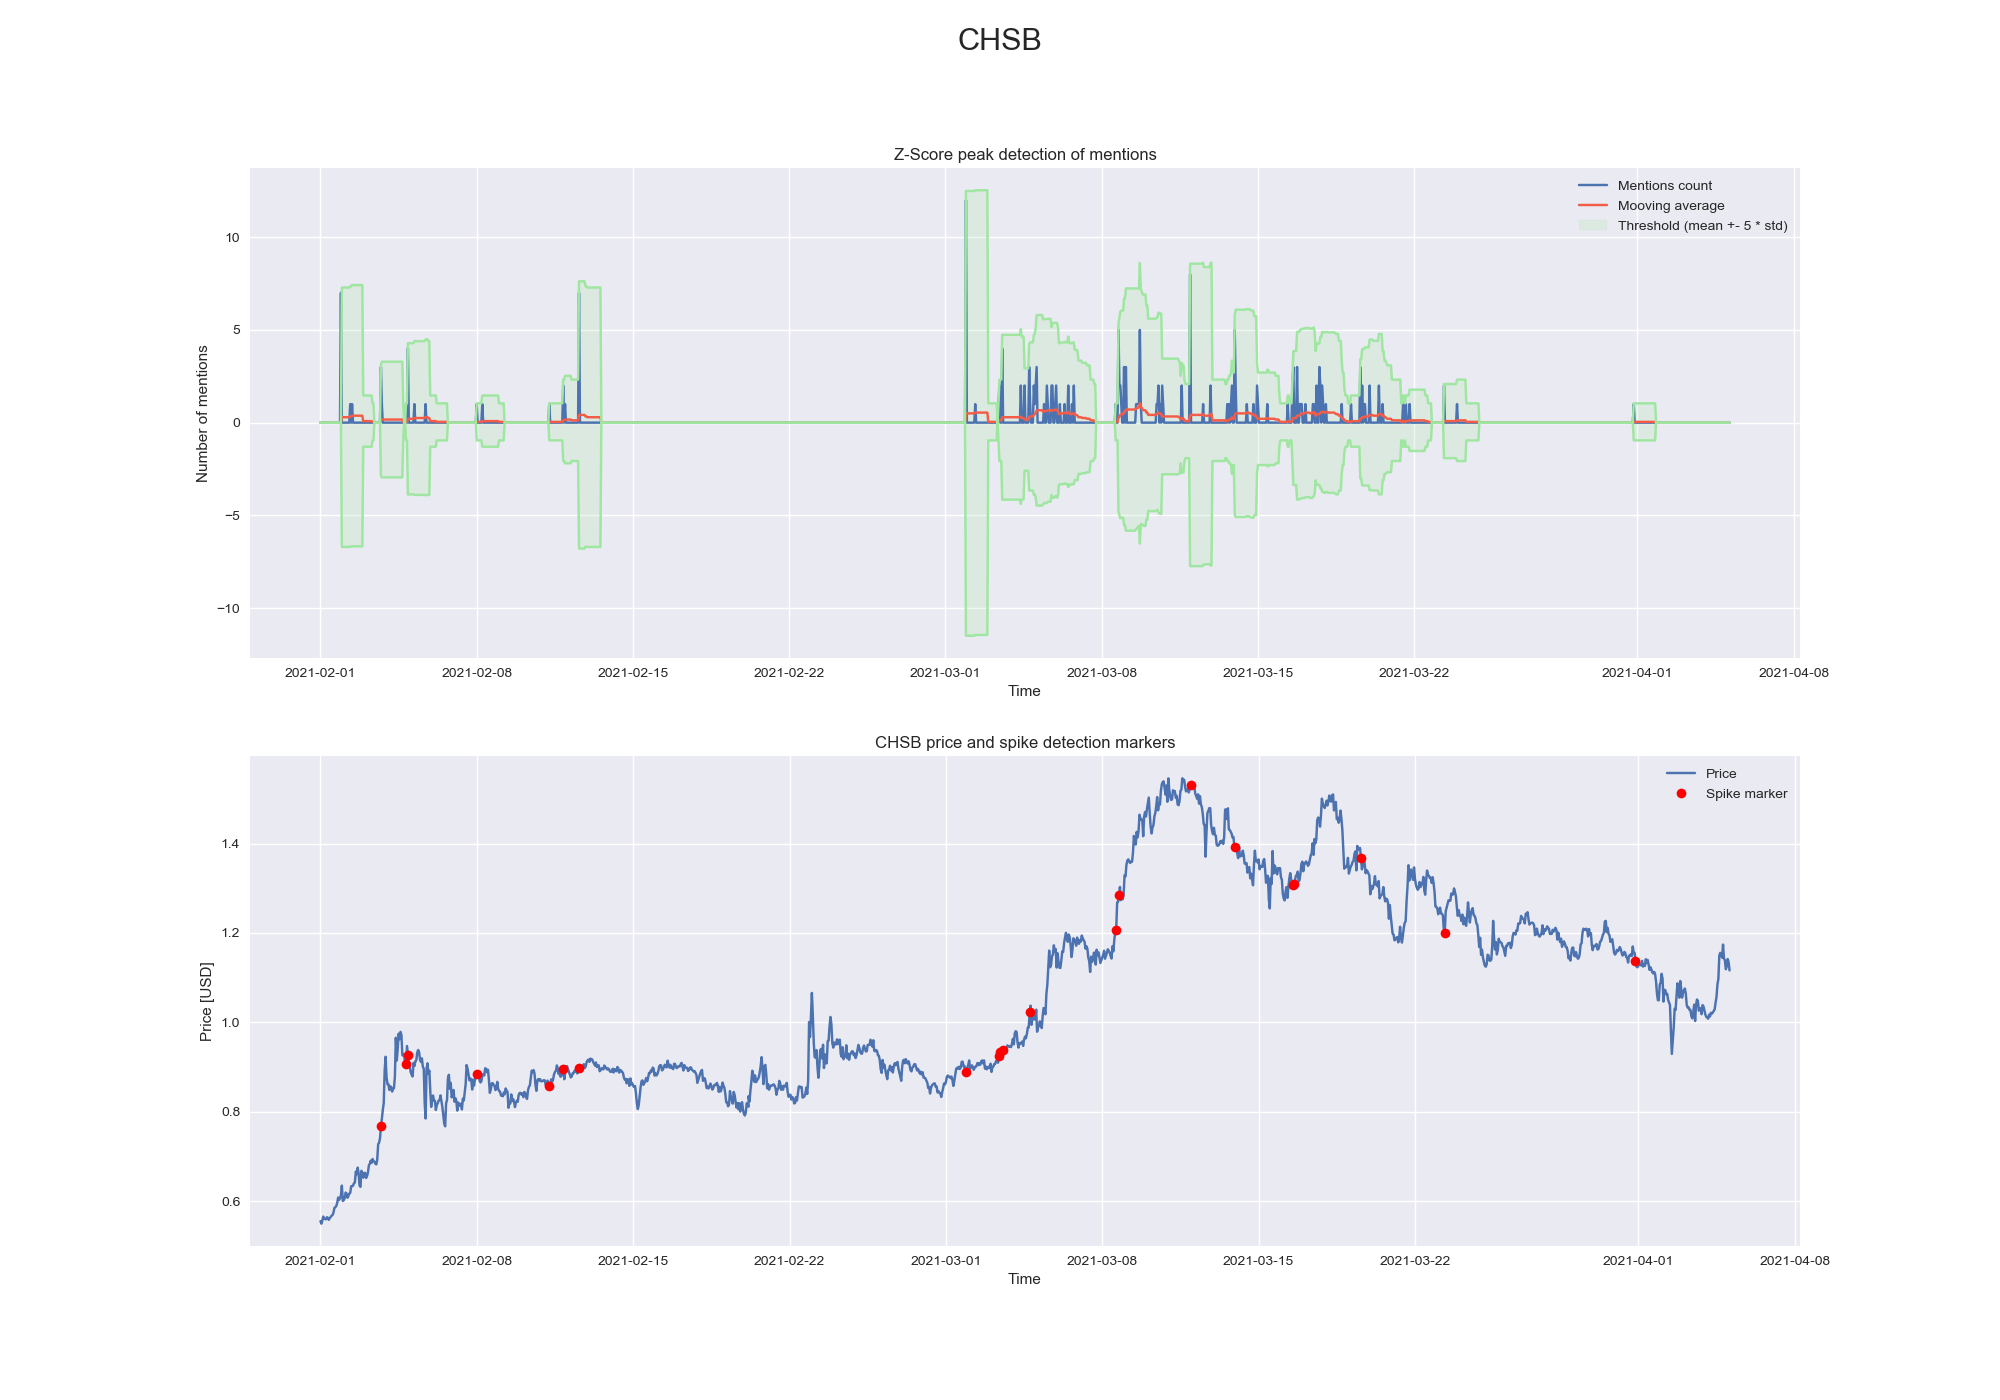 CHSB
Z-Score peak detection of mentions
Mentions count
Mooving average
Threshold (mean +- 5 * std)
Number of mentions
10
5
0
−5
−10
2021-02-01 2021-02-08 2021-02-15 2021-02-22 2021-03-01 2021-03-08 2021-03-15 2021-03-22 2021-04-01 2021-04-08
Time
CHSB price and spike detection markers
Price
Spike marker
Price [USD]
1.4
1.2
1.0
0.8
0.6
2021-02-01 2021-02-08 2021-02-15 2021-02-22 2021-03-01 2021-03-08 2021-03-15 2021-03-22 2021-04-01 2021-04-08
Time